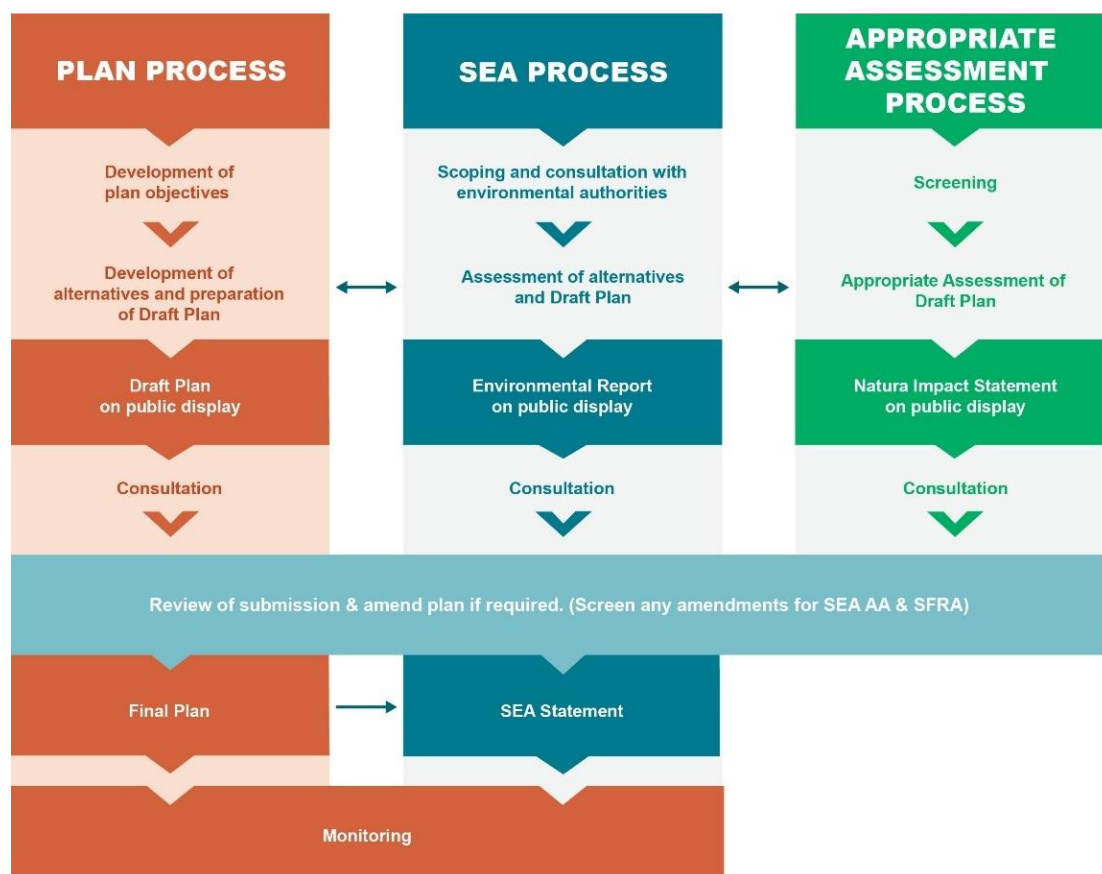 PLAN PROCESS
SEA PROCESS
APPROPRIATE
ASSESSMENT
PROCESS
Development of
plan objectives
Scoping and consultation with
environmental authorities
Screening
Development of
alternatives and preparation
of Draft Plan
Assessment of alternatives
and Draft Plan
Appropriate Assessment of
Draft Plan
Draft Plan
on public display
Environmental Report
on public display
Natura Impact Statement
on public display
Consultation
Consultation
Consultation
Review of submission & amend plan if required. (Screen any amendments for SEA AA & SFRA)
Final Plan
SEA Statement
Monitoring